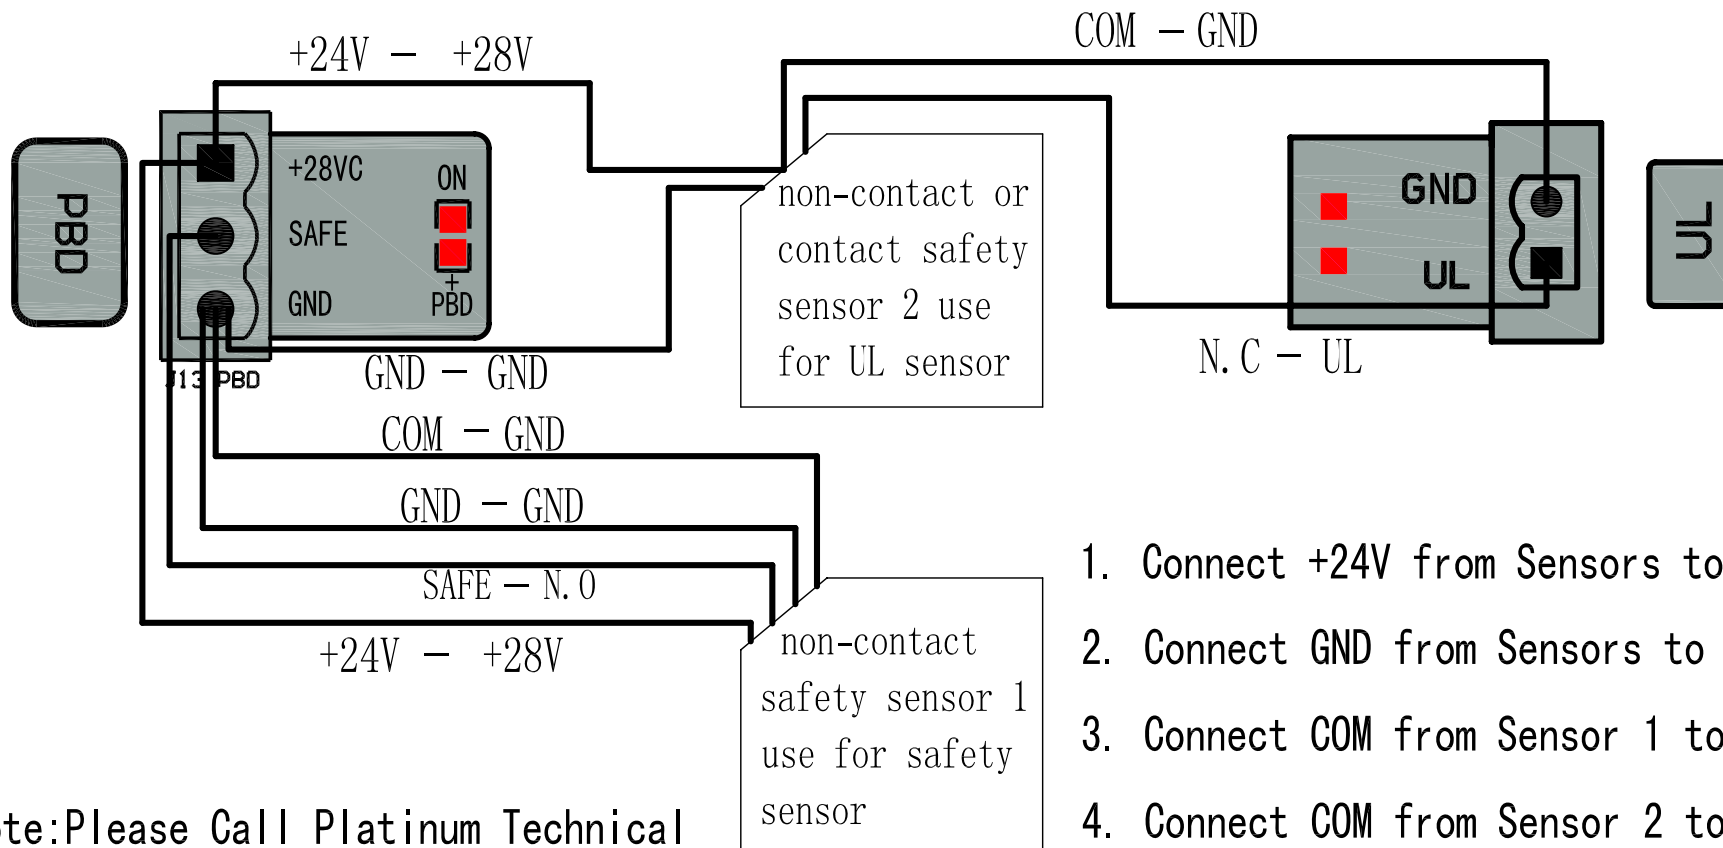 +24V — +28V
COM — GND
PBD
+28VC
ON
SAFE
GND
+
PBD
J13 PBD
non-contact or
contact safety
sensor 2 use
for UL sensor
GND
UL
UL
N.C — UL
GND — GND
COM — GND
GND — GND
SAFE — N.O
+24V — +28V
non-contact
safety sensor 1
use for safety
sensor
1. Connect +24V from Sensors to
2. Connect GND from Sensors to
3. Connect COM from Sensor 1 to
4. Connect COM from Sensor 2 to
te:Please Call Platinum Technical